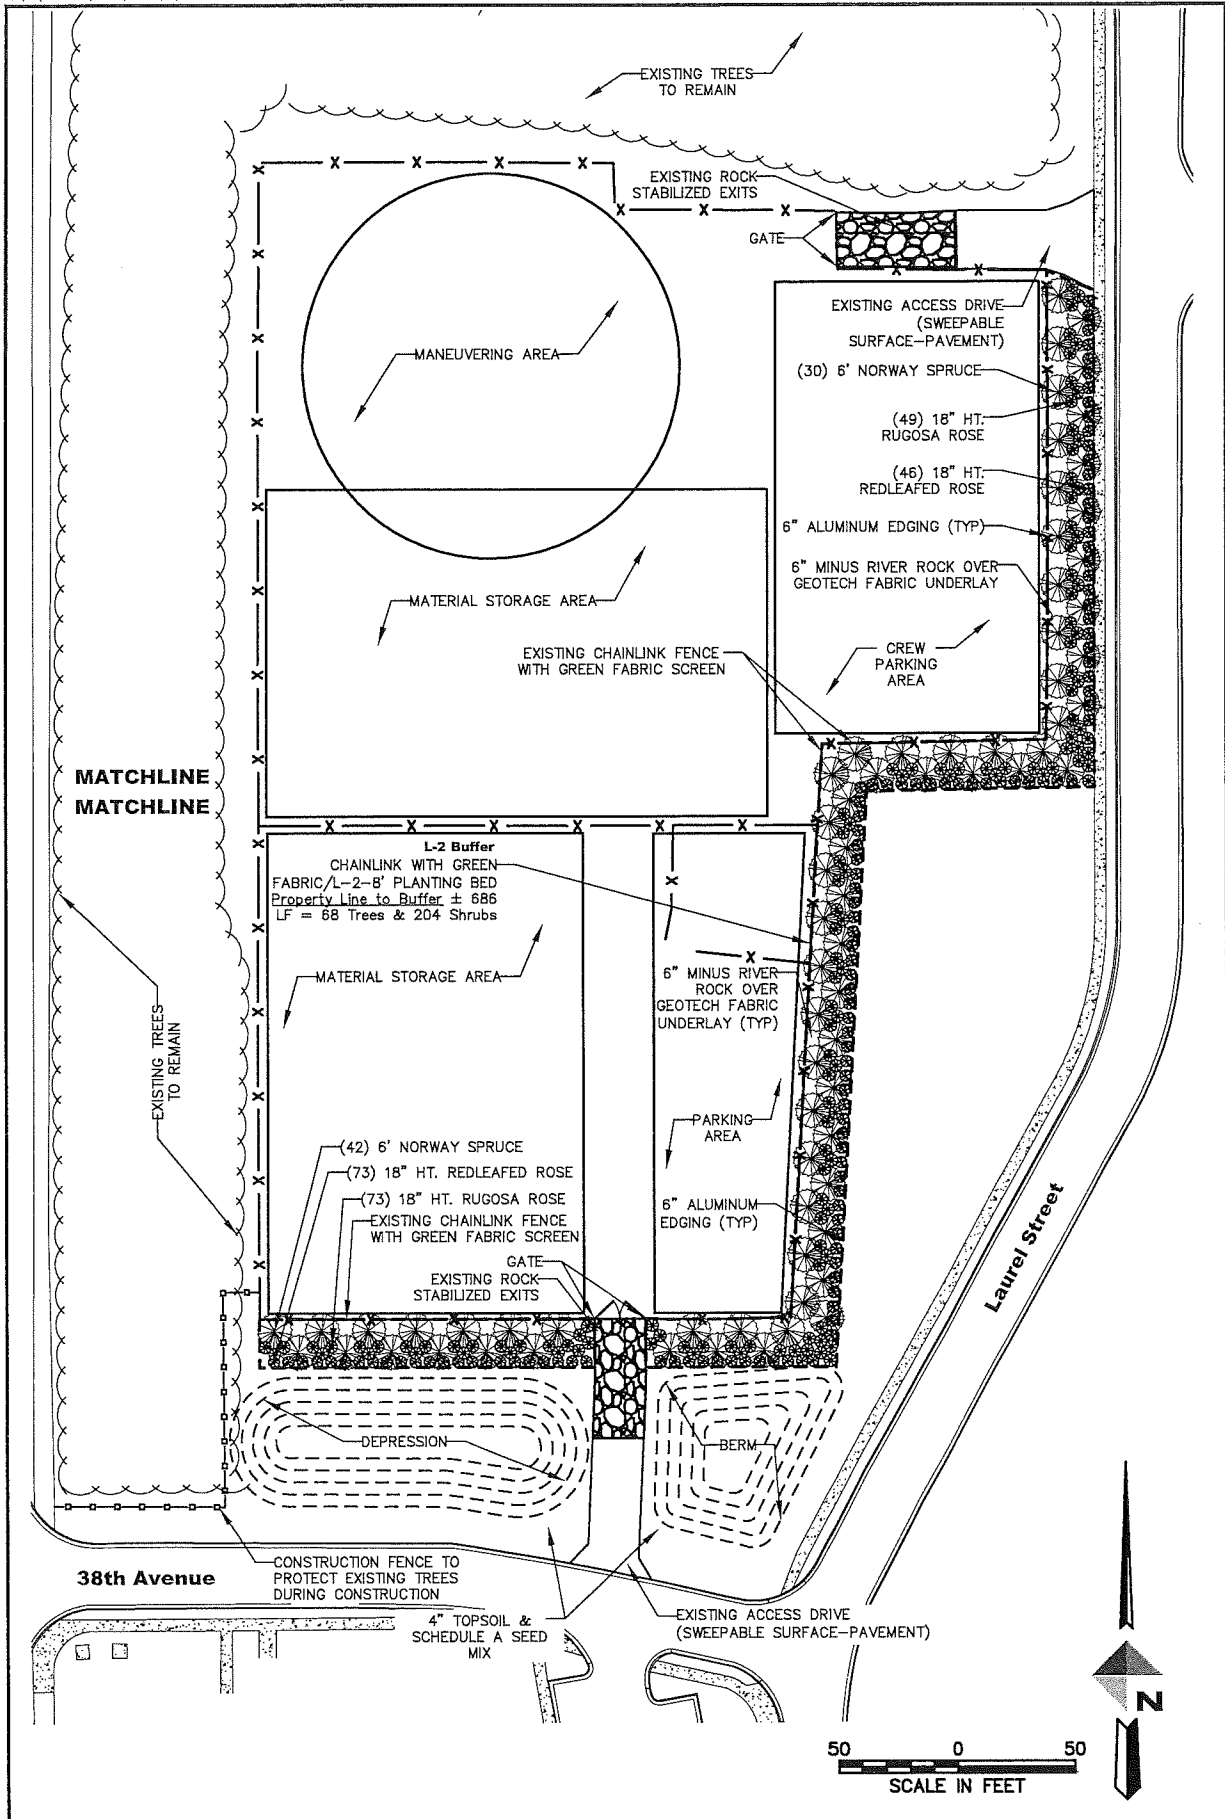 EXISTING TREES
TO REMAIN
EXISTING ROCK
STABILIZED EXITS
GATE
EXISTING ACCESS DRIVE
(SWEEPABLE
SURFACE-PAVEMENT)
MANEUVERING AREA
(30) 6' NORWAY SPRUCE
(49) 18" HT.
RUGOSA ROSE
(46) 18" HT.
REDLEAFED ROSE
6" ALUMINUM EDGING (TYP)
6" MINUS RIVER ROCK OVER
GEOTECH FABRIC UNDERLAY
MATERIAL STORAGE AREA
EXISTING CHAINLINK FENCE
WITH GREEN FABRIC SCREEN
CREW
PARKING
AREA
MATCHLINE
MATCHLINE
L-2 Buffer
CHAINLINK WITH GREEN
FABRIC/L-2-8' PLANTING BED
Property Line to Buffer ± 686
LF = 68 Trees & 204 Shrubs
MATERIAL STORAGE AREA
6" MINUS RIVER
ROCK OVER
GEOTECH FABRIC
UNDERLAY (TYP)
EXISTING TREES
TO REMAIN
PARKING
AREA
(42) 6' NORWAY SPRUCE
(73) 18" HT. REDLEAFED ROSE
(73) 18" HT. RUGOSA ROSE
EXISTING CHAINLINK FENCE
WITH GREEN FABRIC SCREEN
6" ALUMINUM
EDGING (TYP)
GATE
EXISTING ROCK
STABILIZED EXITS
Laurel Street
DEPRESSION
BERM
38th Avenue
CONSTRUCTION FENCE TO
PROTECT EXISTING TREES
DURING CONSTRUCTION
4" TOPSOIL &
SCHEDULE A SEED
MIX
EXISTING ACCESS DRIVE
(SWEEPABLE SURFACE-PAVEMENT)
N
50 0 50
SCALE IN FEET